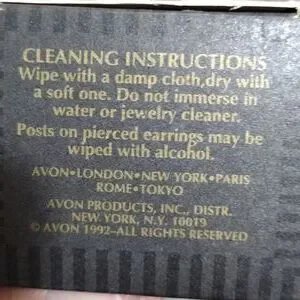 CLEANING INSTRUCTIONS
Wipe with a damp cloth,dry with
a soft one. Do not immerse in
water or jewelry cleaner.
Posts on pierced earrings may be
wiped with alcohol.
AVON•LONDON•NEW YORK•PARIS
ROME•TOKYO
AVON PRODUCTS, INC., DISTR.
NEW YORK, N.Y. 10019
© AVON 1992–ALL RIGHTS RESERVED